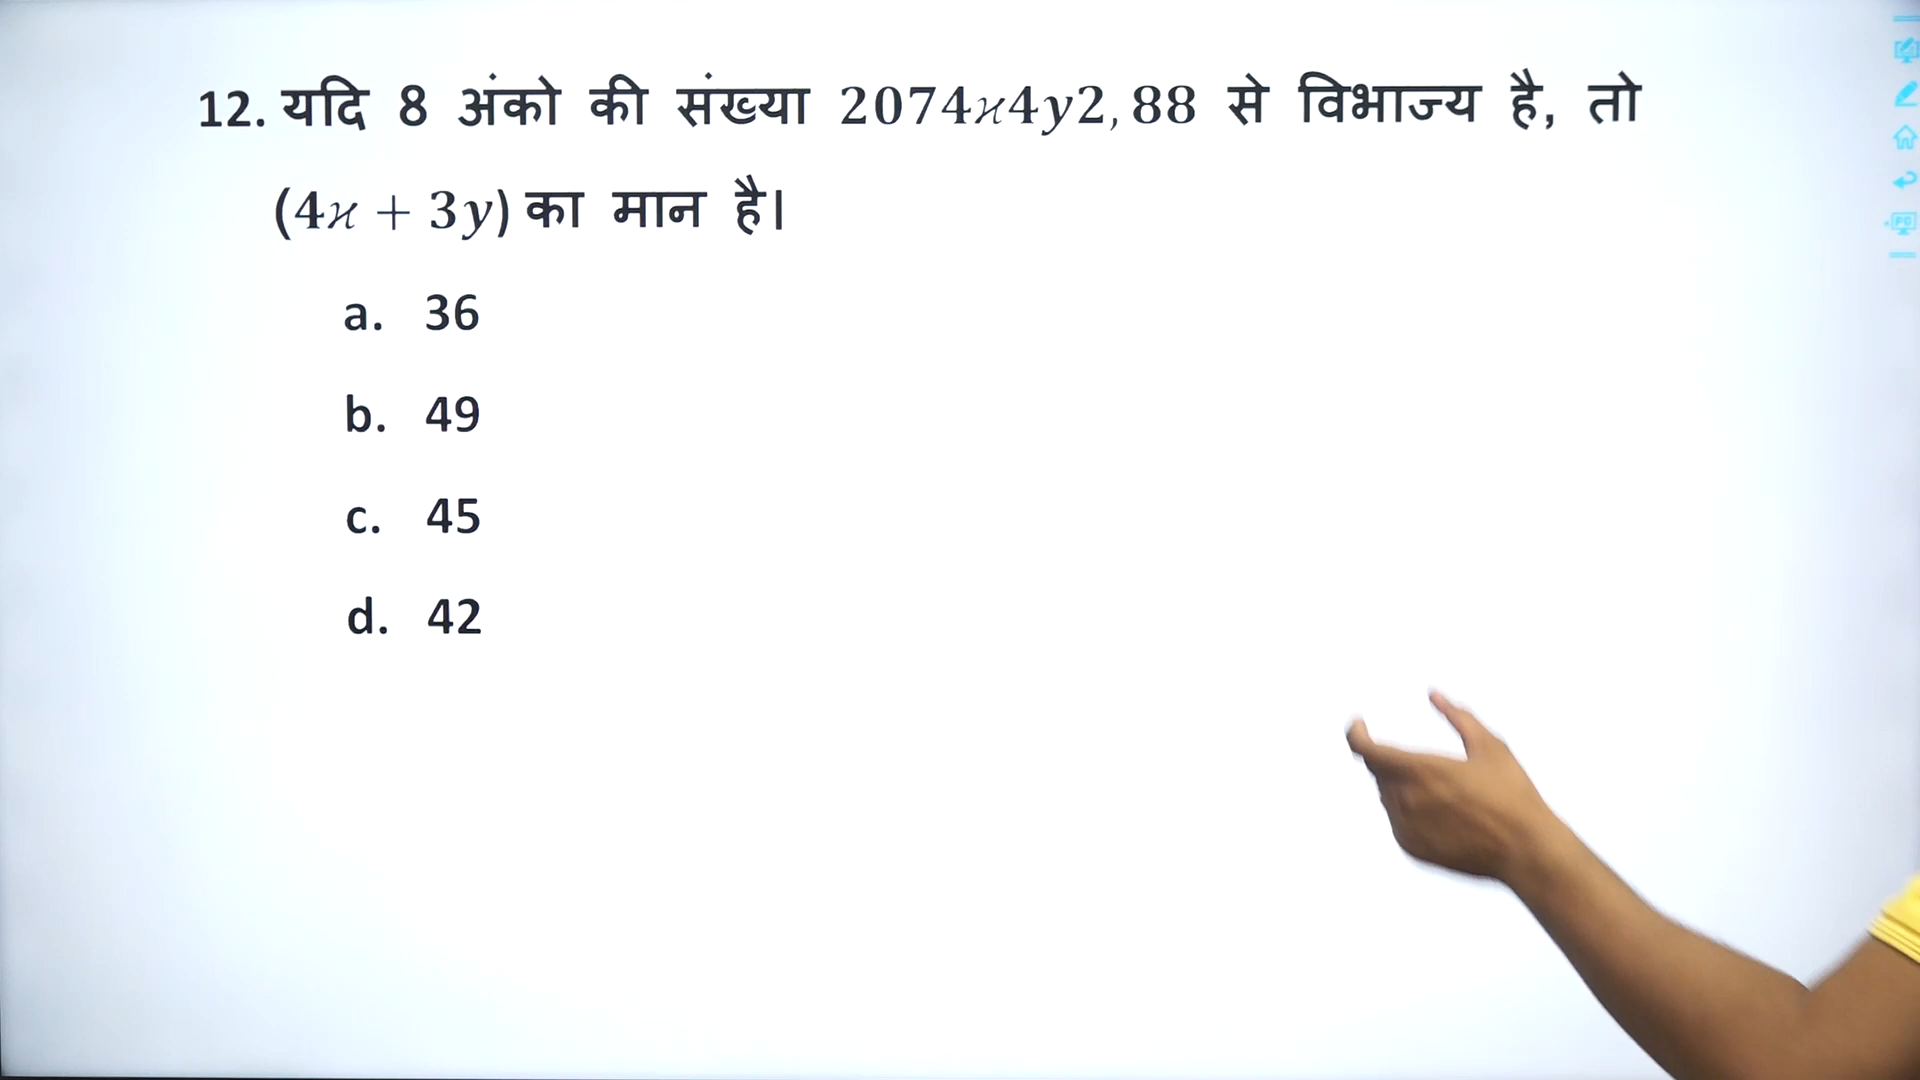 12. यदि 8 अंको की संख्या 2074x4y2, 88 से विभाज्य है, तो
(4x + 3y) का मान है।
a. 36
b. 49
c. 45
d. 42